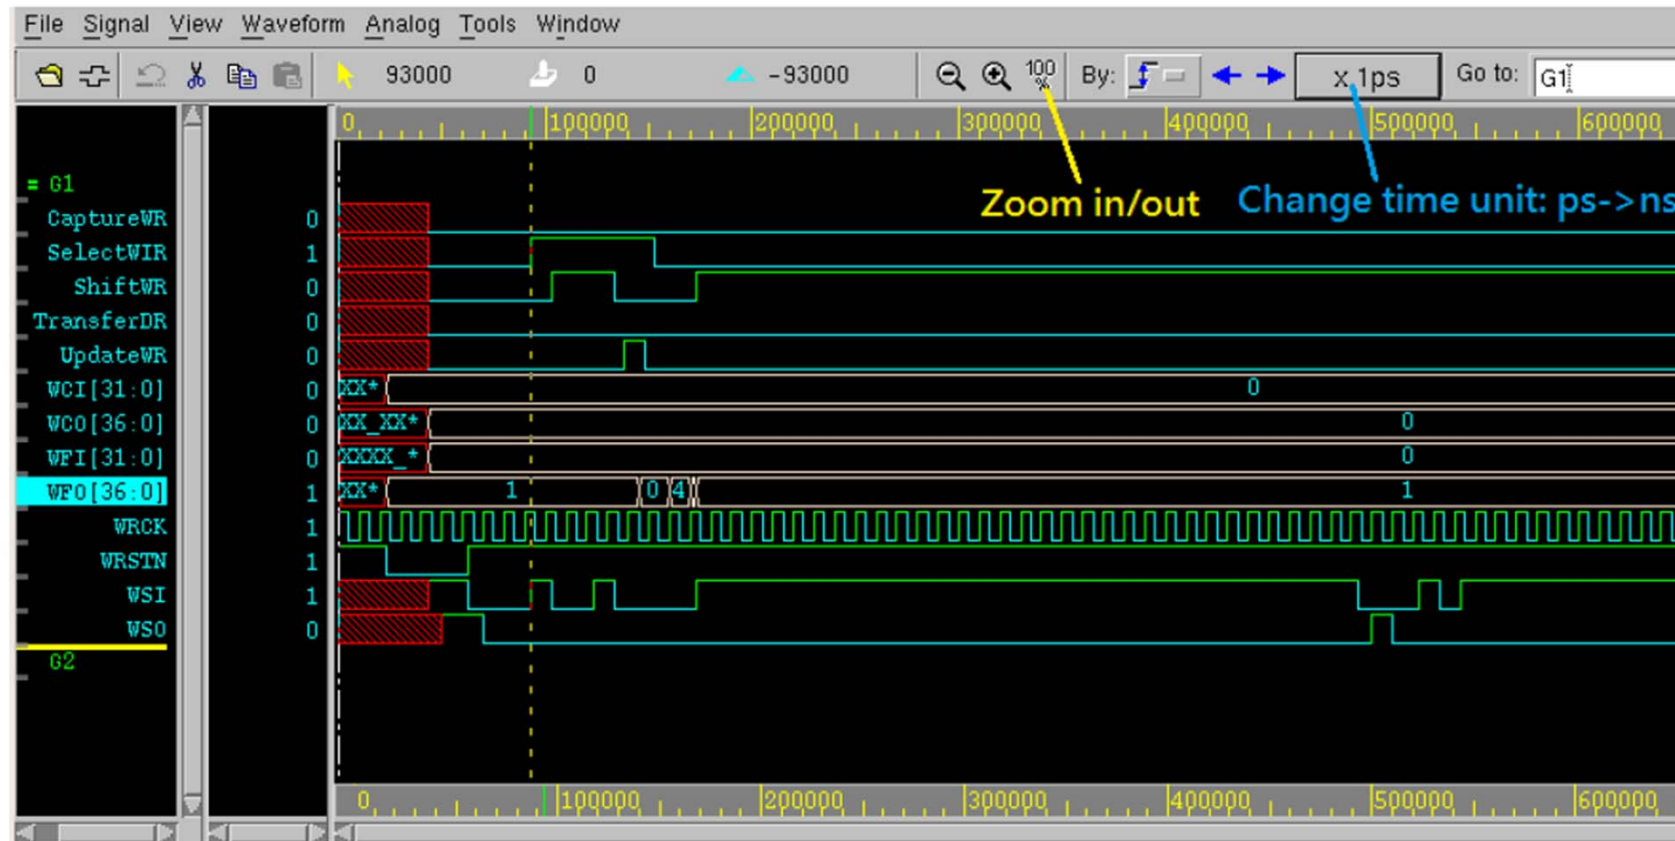 File Signal View Waveform Analog Tools Window
93000 0 -93000 100 % By: x 1ps Go to: G1
0 100000 200000 300000 400000 500000 600000
Zoom in/out Change time unit: ps->ns
= G1
CaptureWR 0
SelectWIR 1
ShiftWR 0
TransferDR 0
UpdateWR 0
WCI[31:0] 0 XX* 0
WCO[36:0] 0 XX_XX* 0
WFI[31:0] 0 XXXX_* 0
WFO[36:0] 1 XX* 1 0 4 1
WRCK 1
WRSTN 1
WSI 1
WSO 0
G2
0 100000 200000 300000 400000 500000 600000